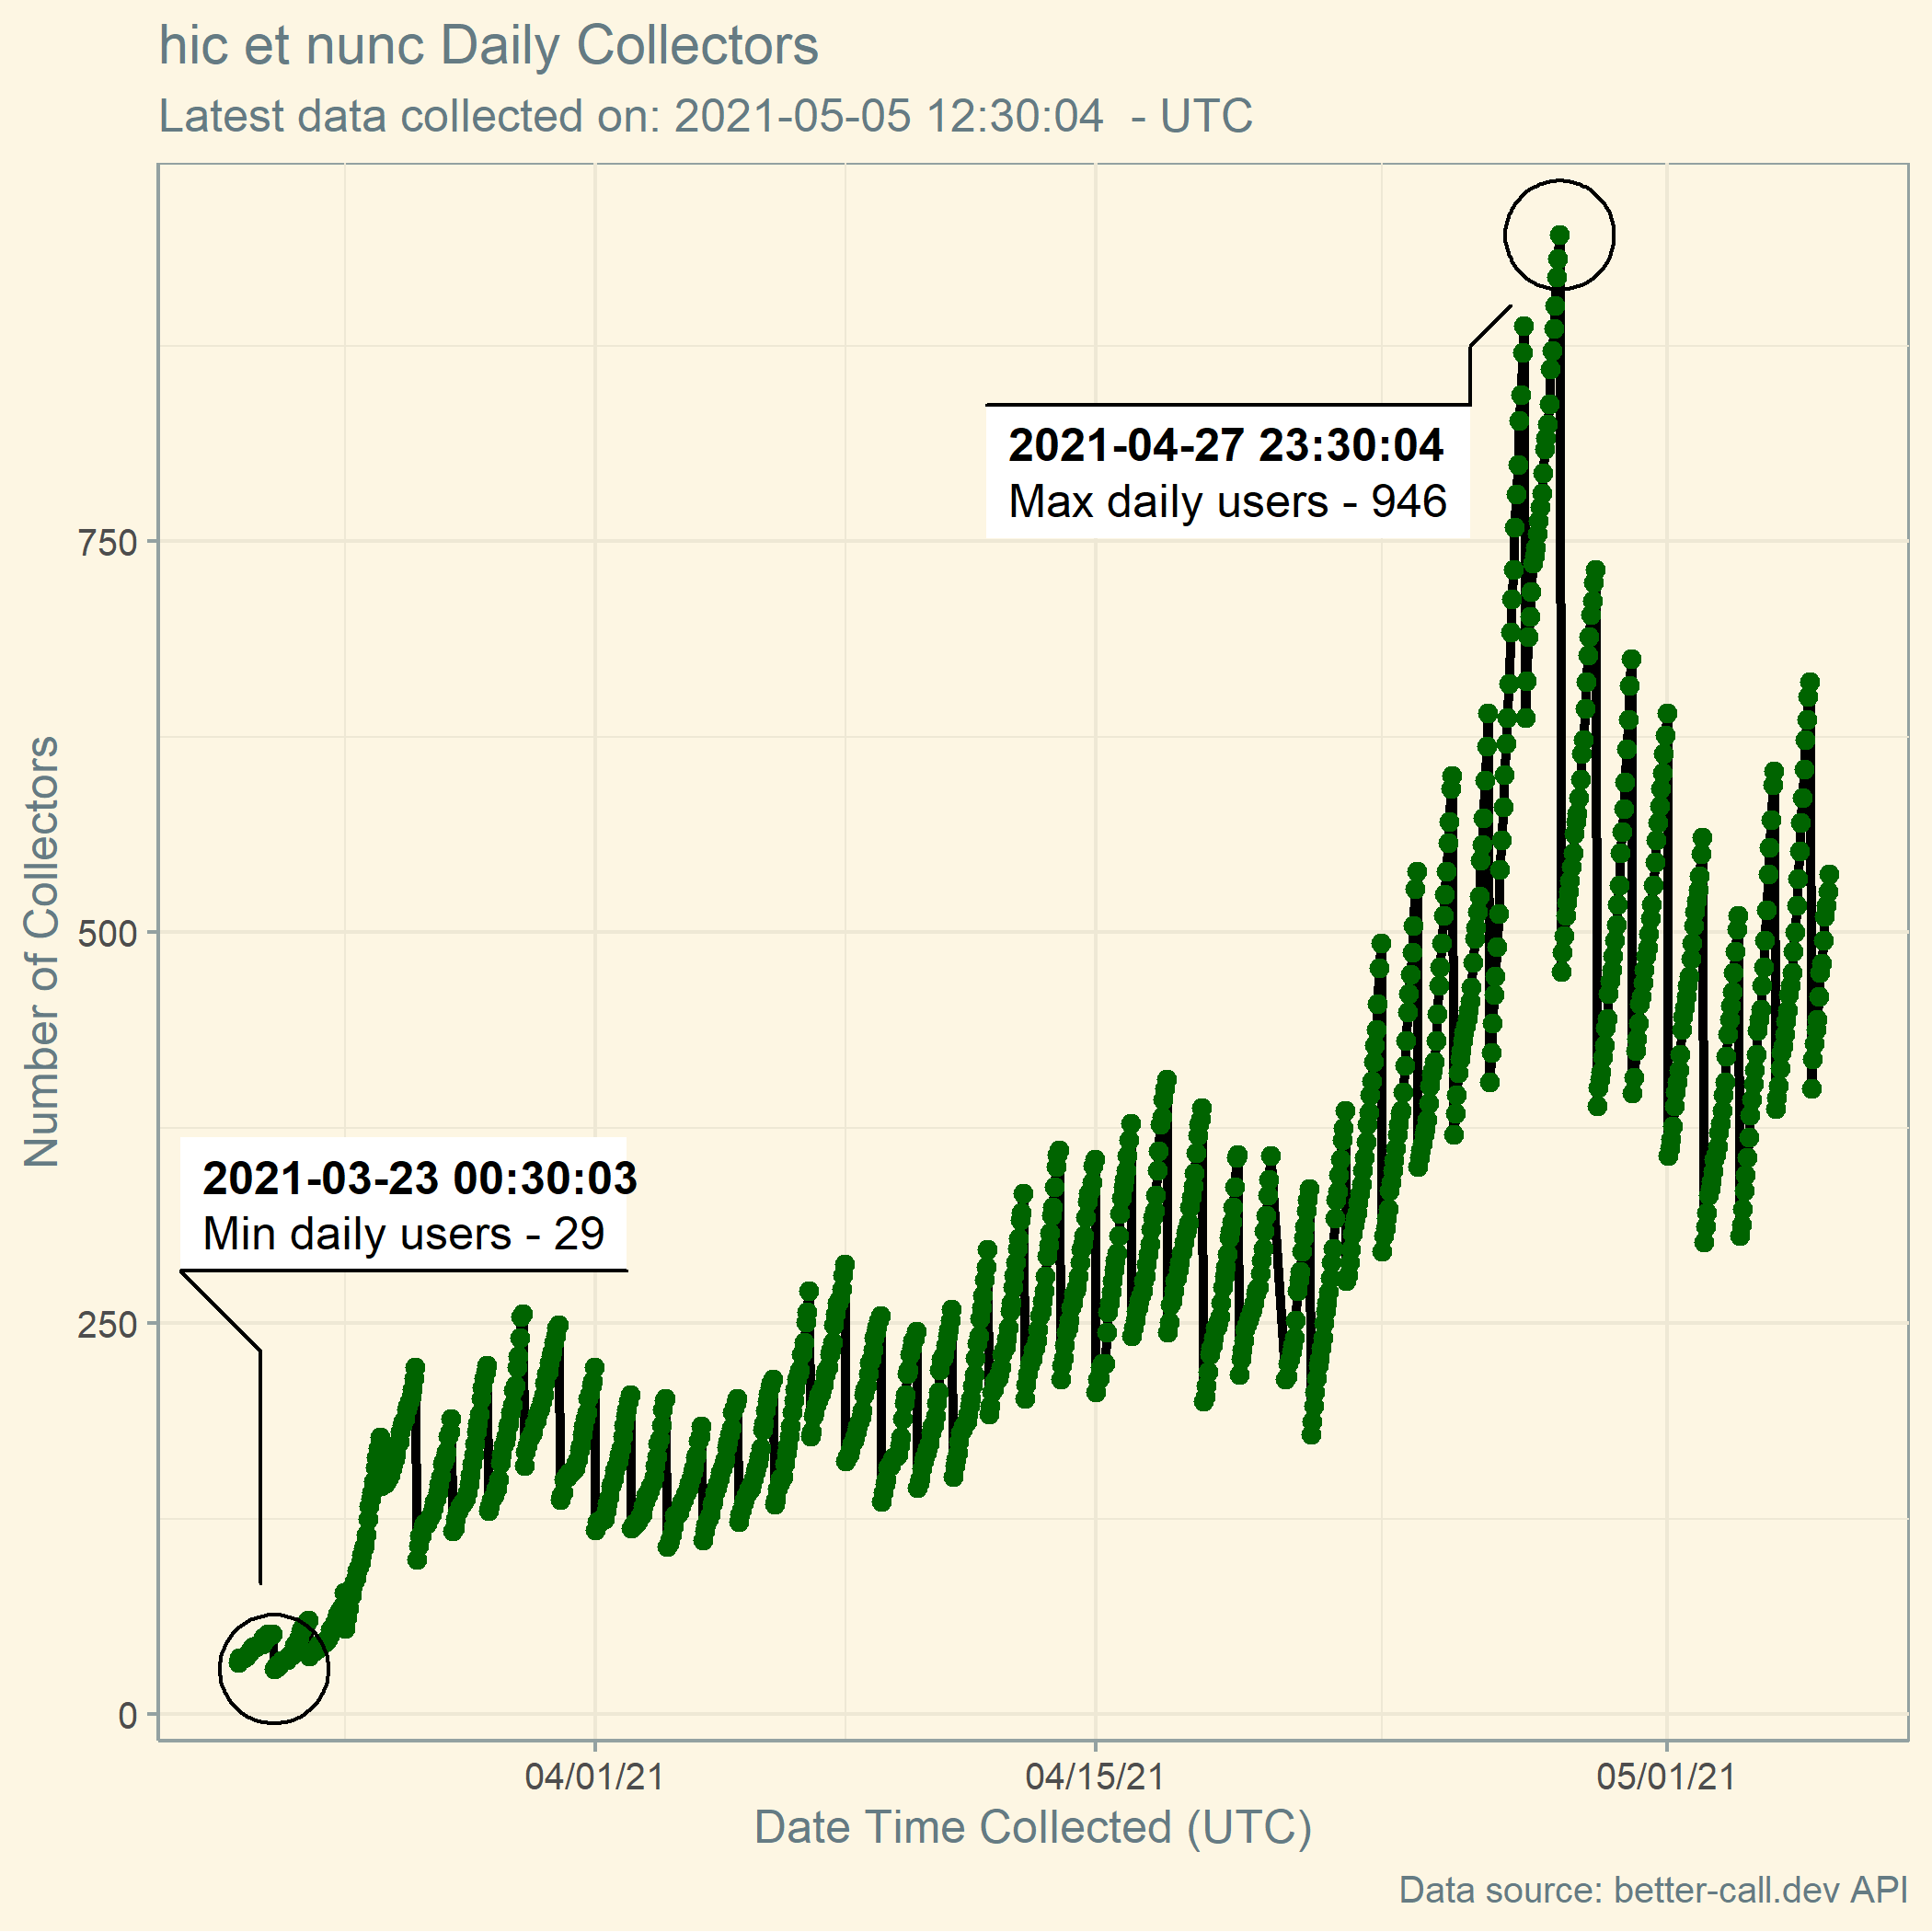 hic et nunc Daily Collectors
Latest data collected on: 2021-05-05 12:30:04  - UTC
2021-04-27 23:30:04
Max daily users - 946
2021-03-23 00:30:03
Min daily users - 29
Number of Collectors
750
500
250
0
04/01/21
04/15/21
05/01/21
Date Time Collected (UTC)
Data source: better-call.dev API